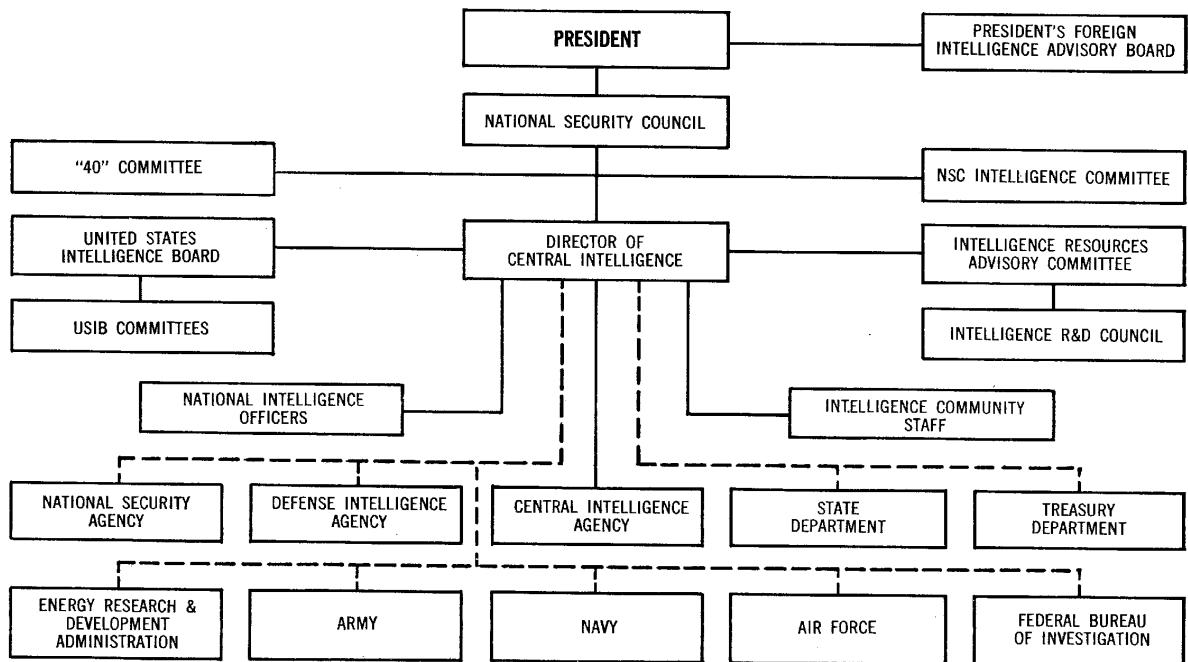 PRESIDENT
PRESIDENT'S FOREIGN
INTELLIGENCE ADVISORY BOARD
NATIONAL SECURITY COUNCIL
"40" COMMITTEE
NSC INTELLIGENCE COMMITTEE
UNITED STATES
INTELLIGENCE BOARD
DIRECTOR OF
CENTRAL INTELLIGENCE
INTELLIGENCE RESOURCES
ADVISORY COMMITTEE
USIB COMMITTEES
INTELLIGENCE R&D COUNCIL
NATIONAL INTELLIGENCE
OFFICERS
INTELLIGENCE COMMUNITY
STAFF
NATIONAL SECURITY
AGENCY
DEFENSE INTELLIGENCE
AGENCY
CENTRAL INTELLIGENCE
AGENCY
STATE
DEPARTMENT
TREASURY
DEPARTMENT
ENERGY RESEARCH &
DEVELOPMENT
ADMINISTRATION
ARMY
NAVY
AIR FORCE
FEDERAL BUREAU
OF INVESTIGATION